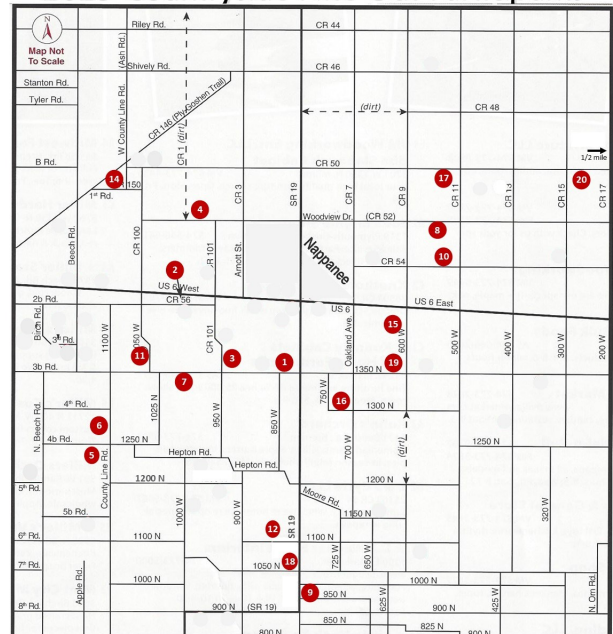 N
Map Not
To Scale
Riley Rd.
CR 44
(Ash Rd.)
Shively Rd.
CR 46
Stanton Rd.
Tyler Rd.
W County Line Rd.
CR 146 (Ply-Goshen Trail)
CR 1 (dirt)
(dirt)
CR 48
B Rd.
CR 50
1/2 mile
14
150
1st Rd.
17
20
CR 3
SR 19
CR 7
CR 9
CR 11
CR 15
CR 17
4
Woodview Dr.
(CR 52)
Beech Rd.
CR 100
CR 101
Arnott St.
8
Nappanee
10
CR 54
2
US 6 West
2b Rd.
CR 56
US 6
US 6 East
15
3rd Rd.
1100 W
11
CR 101
3
1
Oakland Ave.
600 W
19
500 W
400 W
300 W
200 W
3b Rd.
1350 N
7
750 W
16
1300 N
N. Beech Rd.
4th Rd.
6
1025 N
950 W
850 W
4b Rd.
1250 N
5
County Line Rd.
Hepton Rd.
Hepton Rd.
700 W
(dirt)
1250 N
5th Rd.
1200 N
1200 N
Moore Rd.
5b Rd.
1000 W
900 W
12
SR 19
1150 N
320 W
6th Rd.
1100 N
1100 N
7th Rd.
1050 N
18
725 W
650 W
1000 N
1000 N
Apple Rd.
9
950 N
625 W
425 W
N. Om Rd.
8th Rd.
900 N
(SR 19)
900 N
850 N
825 N
800 N
800 N